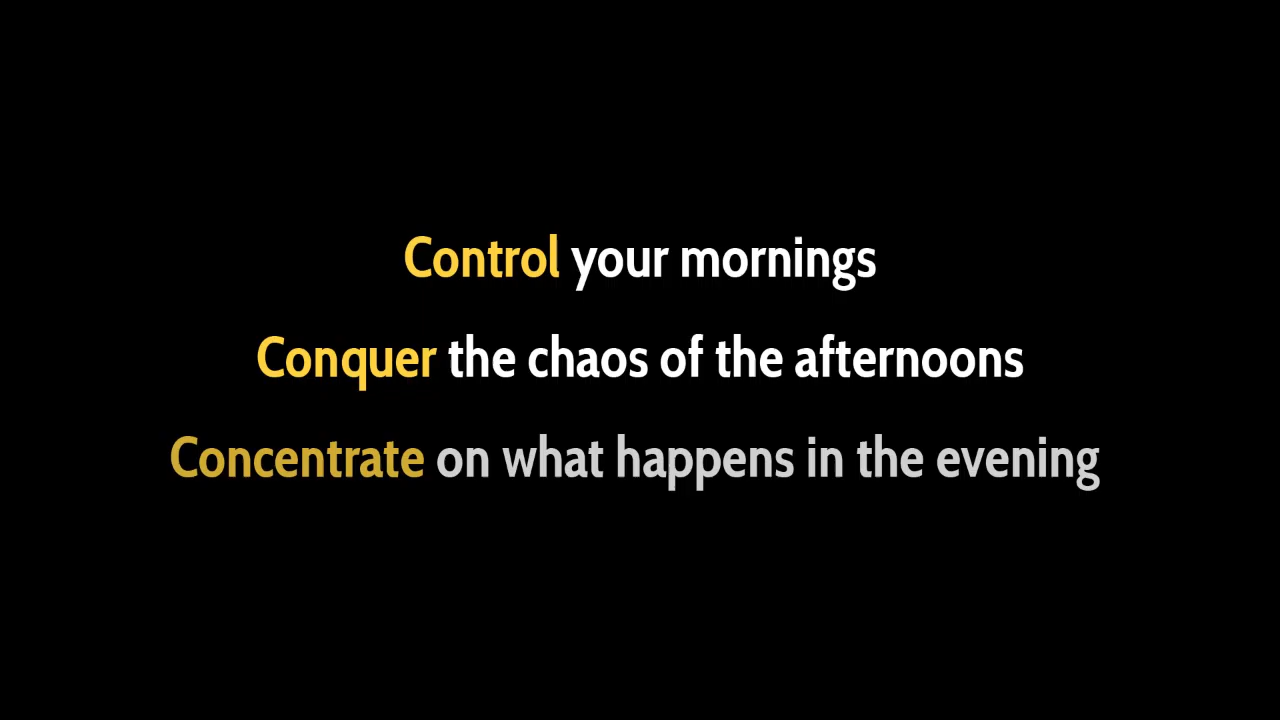 Control your mornings
Conquer the chaos of the afternoons
Concentrate on what happens in the evening